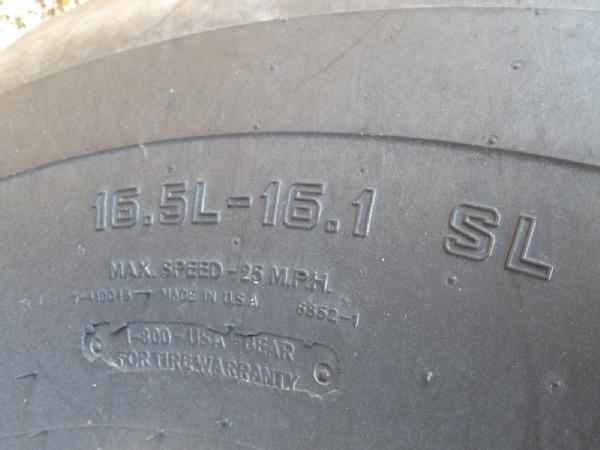 16.5L-16.1 SL
MAX. SPEED - 25 M.P.H.
MADE IN U.S.A. 6852-1
1-800-USA-BEAR
FOR TIRE WARRANTY